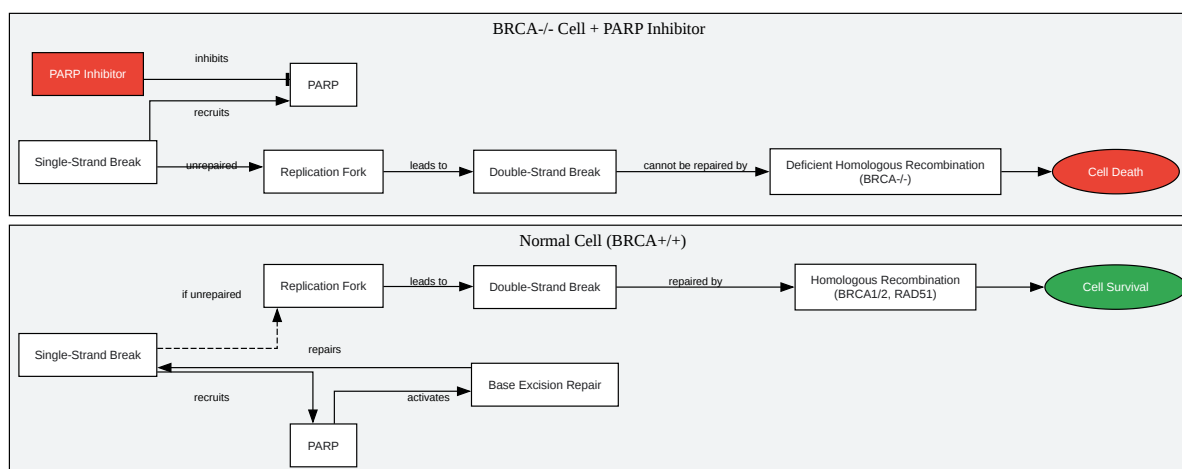 BRCA-/- Cell + PARP Inhibitor
inhibits
PARP Inhibitor
PARP
recruits
Single-Strand Break
unrepaired
Replication Fork
leads to
Double-Strand Break
cannot be repaired by
Deficient Homologous Recombination
(BRCA-/-)
Cell Death
Normal Cell (BRCA+/+)
if unrepaired
Replication Fork
leads to
Double-Strand Break
repaired by
Homologous Recombination
(BRCA1/2, RAD51)
Cell Survival
Single-Strand Break
repairs
recruits
activates
Base Excision Repair
PARP